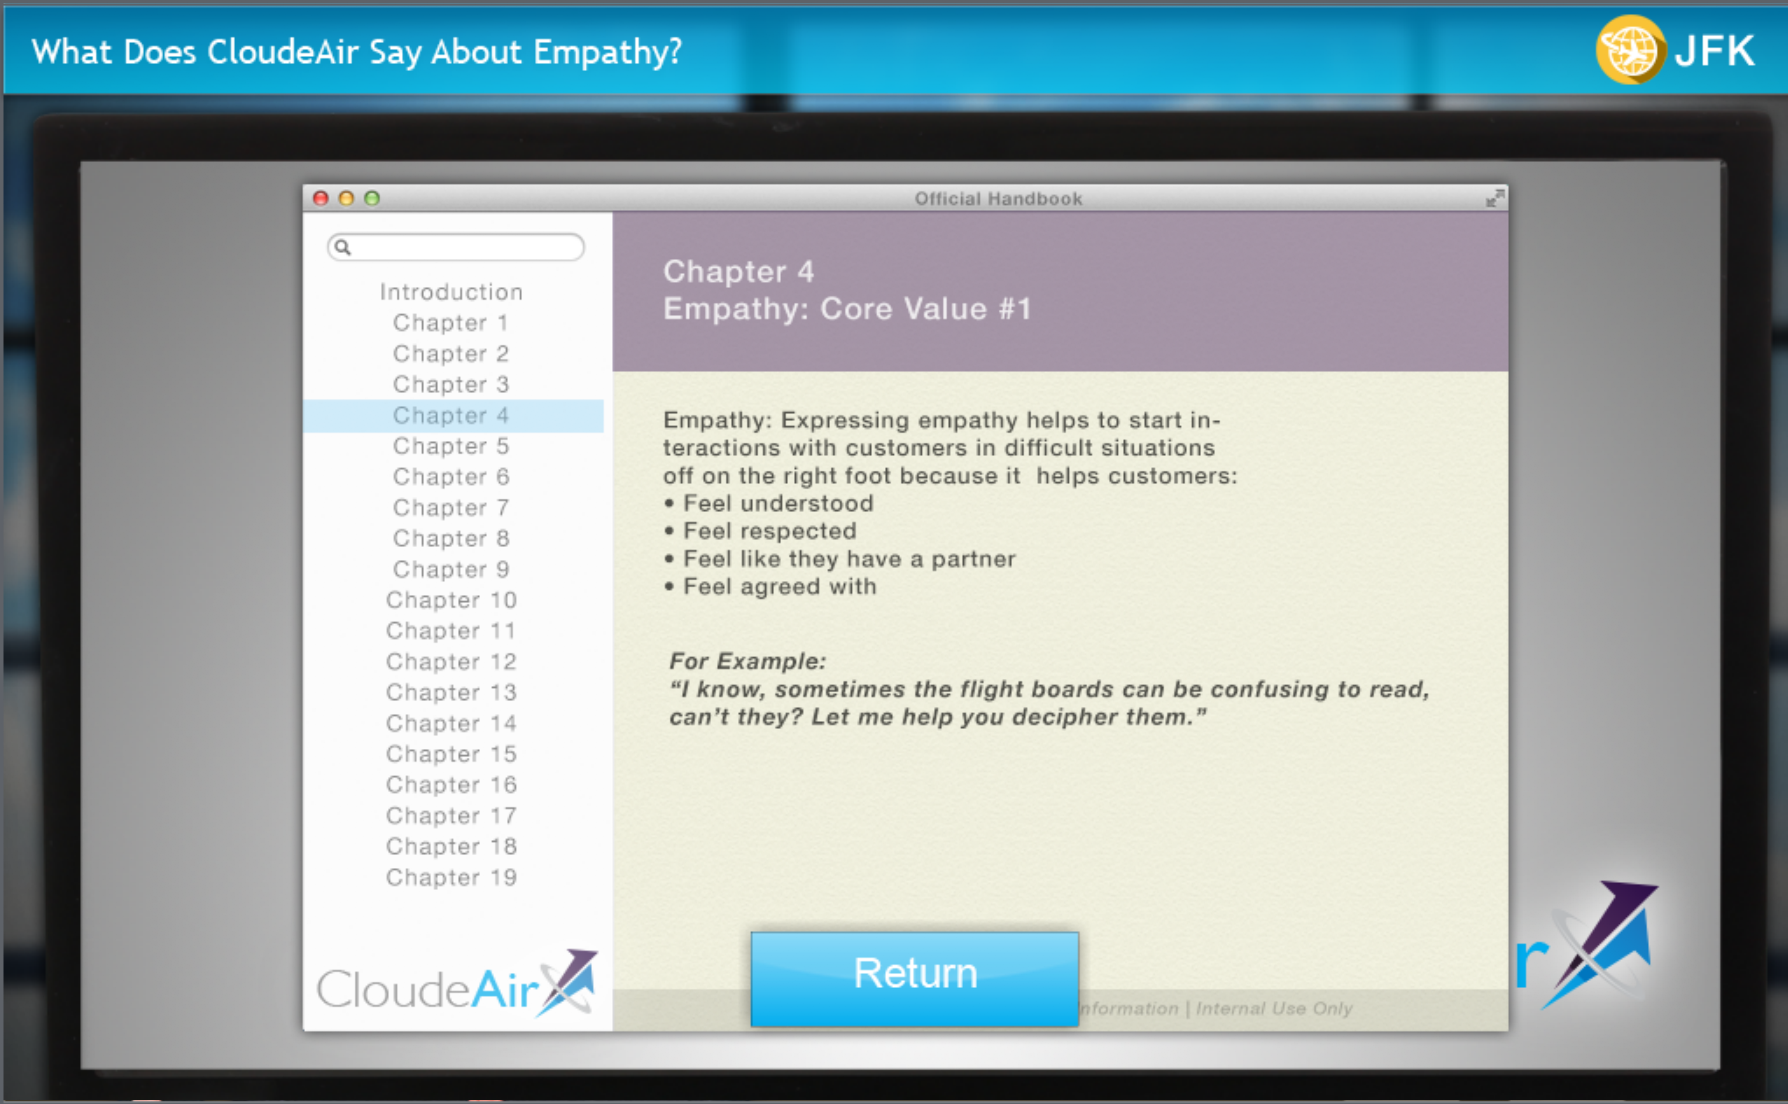 What Does CloudeAir Say About Empathy?
JFK
Official Handbook
Introduction
Chapter 1
Chapter 2
Chapter 3
Chapter 4
Chapter 5
Chapter 6
Chapter 7
Chapter 8
Chapter 9
Chapter 10
Chapter 11
Chapter 12
Chapter 13
Chapter 14
Chapter 15
Chapter 16
Chapter 17
Chapter 18
Chapter 19
CloudeAir
Chapter 4
Empathy: Core Value #1
Empathy: Expressing empathy helps to start in-
teractions with customers in difficult situations
off on the right foot because it  helps customers:
• Feel understood
• Feel respected
• Feel like they have a partner
• Feel agreed with
For Example:
“I know, sometimes the flight boards can be confusing to read,
can’t they? Let me help you decipher them.”
Return
nformation | Internal Use Only
r